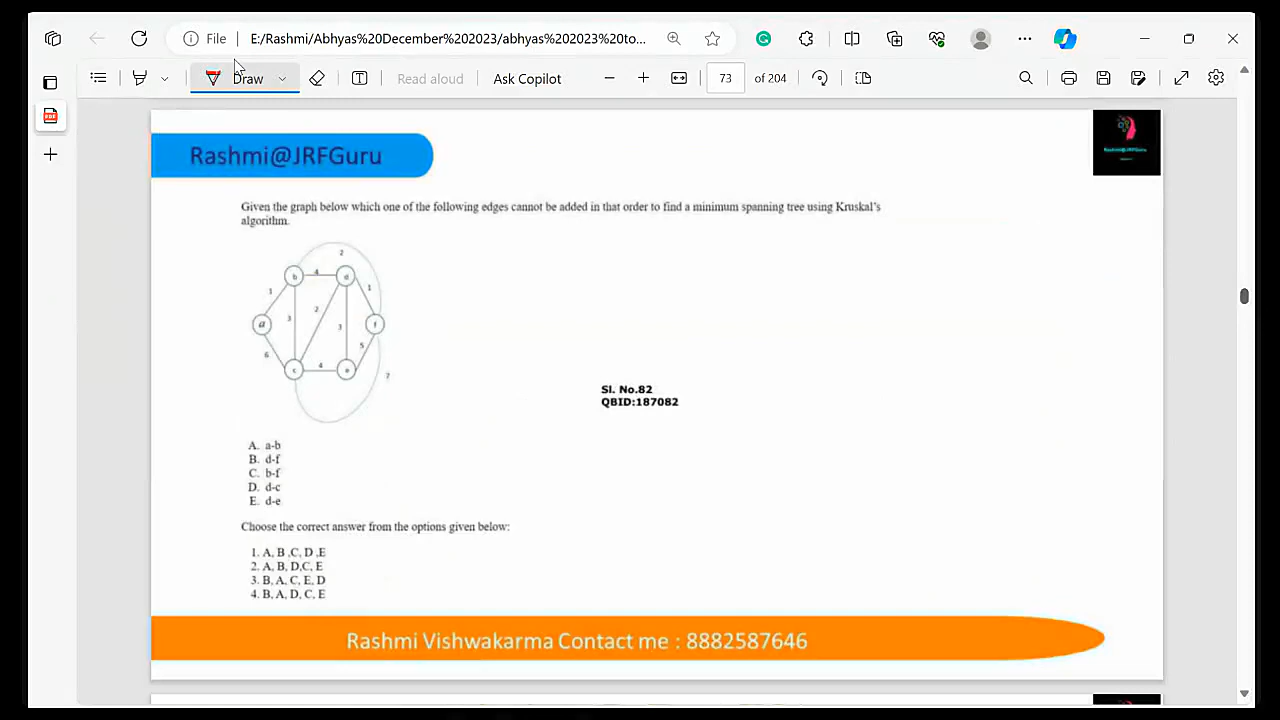 File
E:/Rashmi/Abhyas%20December%202023/abhyas%202023%20to...
Draw
Read aloud
Ask Copilot
73
of 204
Rashmi@JRFGuru
Given the graph below which one of the following edges cannot be added in that order to find a minimum spanning tree using Kruskal's
algorithm.
2
b
4
d
1
1
3
2
a
3
f
5
6
c
4
e
7
Sl. No.82
QBID:187082
A. a-b
B. d-f
C. b-f
D. d-c
E. d-e
Choose the correct answer from the options given below:
1. A, B ,C, D ,E
2. A, B, D,C, E
3. B, A, C, E, D
4. B, A, D, C, E
Rashmi Vishwakarma Contact me : 8882587646